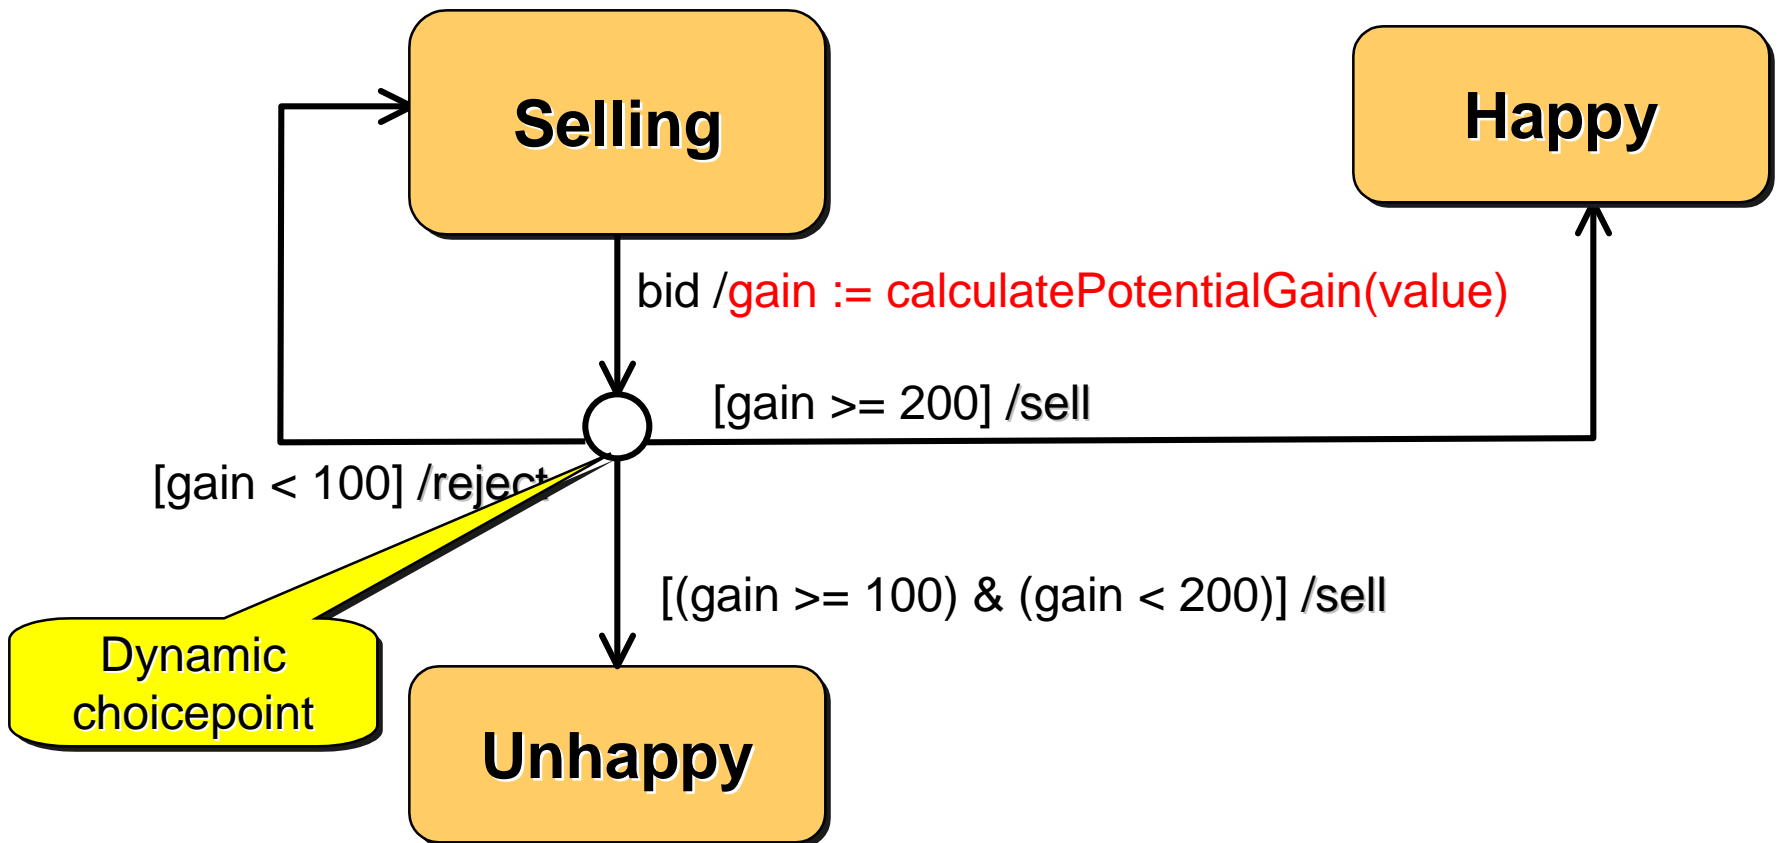 Selling
Happy
bid /gain := calculatePotentialGain(value)
[gain >= 200] /sell
[gain < 100] /reject
[(gain >= 100) & (gain < 200)] /sell
Dynamic
choicepoint
Unhappy